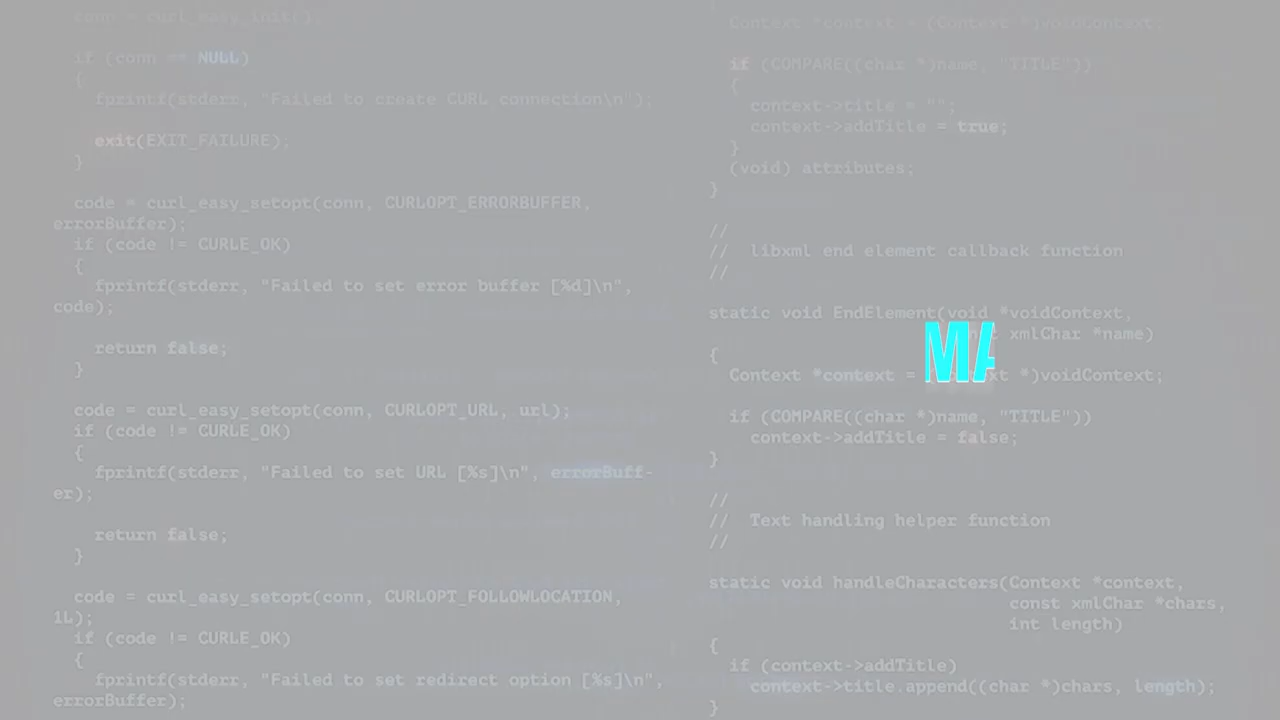 conn = curl_easy_init();
if (conn == NULL)
{
fprintf(stderr, "Failed to create CURL connection\n");
exit(EXIT_FAILURE);
}
code = curl_easy_setopt(conn, CURLOPT_ERRORBUFFER,
errorBuffer);
if (code != CURLE_OK)
{
fprintf(stderr, "Failed to set error buffer [%d]\n",
code);
return false;
}
code = curl_easy_setopt(conn, CURLOPT_URL, url);
if (code != CURLE_OK)
{
fprintf(stderr, "Failed to set URL [%s]\n", errorBuff-
er);
return false;
}
code = curl_easy_setopt(conn, CURLOPT_FOLLOWLOCATION,
1L);
if (code != CURLE_OK)
{
fprintf(stderr, "Failed to set redirect option [%s]\n",
errorBuffer);
Context *context = (Context *)voidContext;
if (COMPARE((char *)name, "TITLE"))
{
context->title = "";
context->addTitle = true;
}
(void) attributes;
}
//
// libxml end element callback function
//
static void EndElement(void *voidContext,
xmlChar *name)
{
Context *context = *)voidContext;
if (COMPARE((char *)name, "TITLE"))
context->addTitle = false;
}
//
// Text handling helper function
//
static void handleCharacters(Context *context,
const xmlChar *chars,
int length)
{
if (context->addTitle)
context->title.append((char *)chars, length);
}
MA